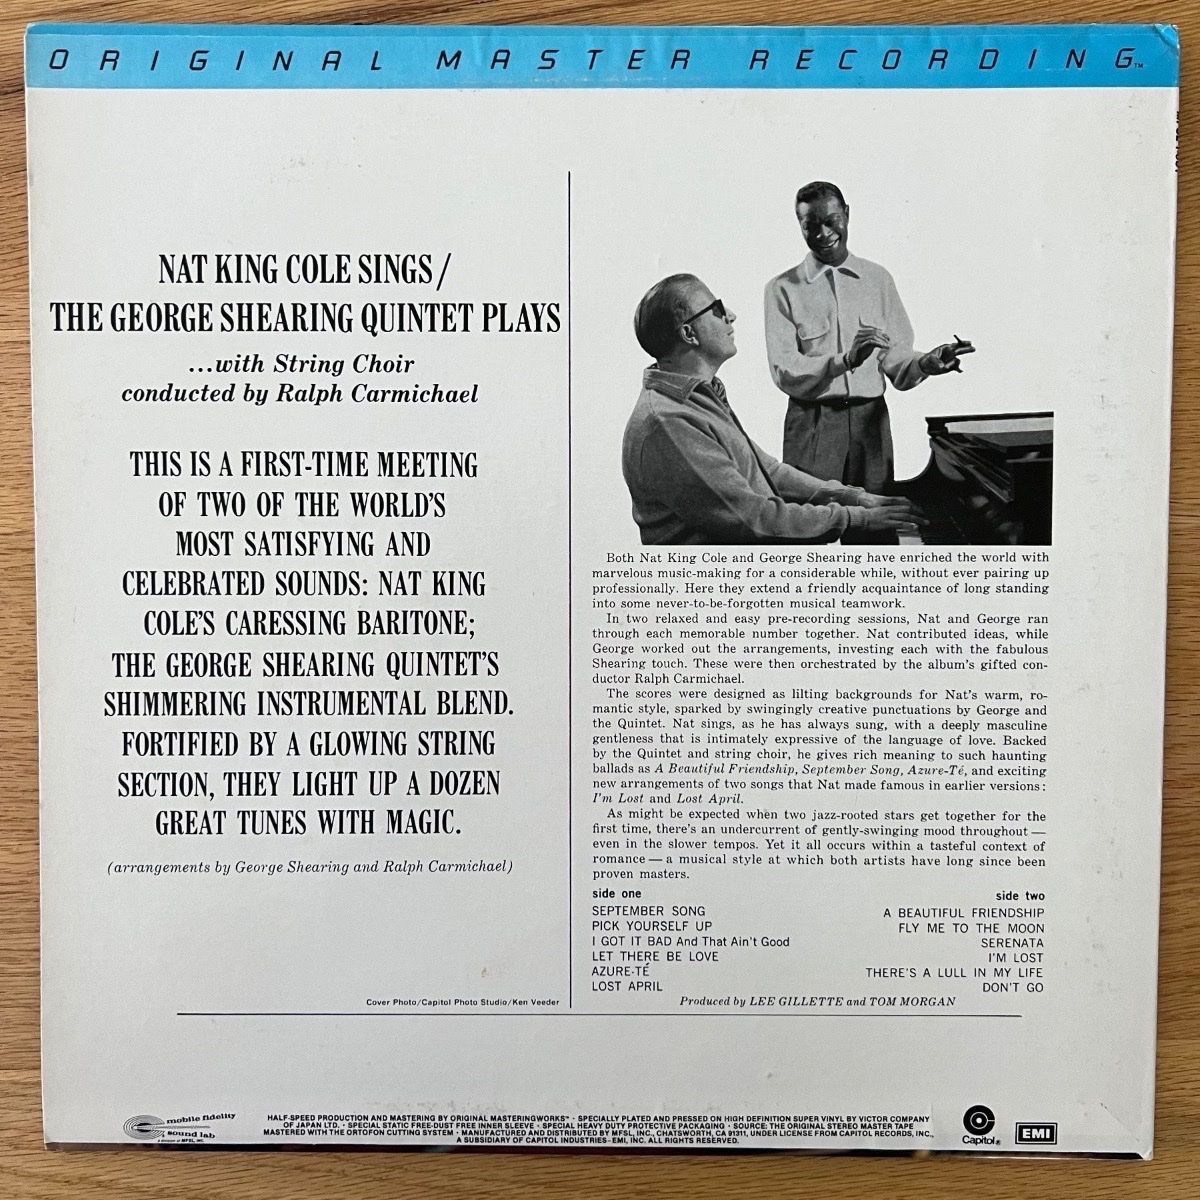 ORIGINAL MASTER RECORDING™
NAT KING COLE SINGS/
THE GEORGE SHEARING QUINTET PLAYS
...with String Choir
conducted by Ralph Carmichael
THIS IS A FIRST-TIME MEETING
OF TWO OF THE WORLD'S
MOST SATISFYING AND
CELEBRATED SOUNDS: NAT KING
COLE'S CARESSING BARITONE;
THE GEORGE SHEARING QUINTET'S
SHIMMERING INSTRUMENTAL BLEND.
FORTIFIED BY A GLOWING STRING
SECTION, THEY LIGHT UP A DOZEN
GREAT TUNES WITH MAGIC.
(arrangements by George Shearing and Ralph Carmichael)
Cover Photo/Capitol Photo Studio/Ken Veeder
Both Nat King Cole and George Shearing have enriched the world with
marvelous music-making for a considerable while, without ever pairing up
professionally. Here they extend a friendly acquaintance of long standing
into some never-to-be-forgotten musical teamwork.
In two relaxed and easy pre-recording sessions, Nat and George ran
through each memorable number together. Nat contributed ideas, while
George worked out the arrangements, investing each with the fabulous
Shearing touch. These were then orchestrated by the album's gifted con-
ductor Ralph Carmichael.
The scores were designed as lilting backgrounds for Nat's warm, ro-
mantic style, sparked by swingingly creative punctuations by George and
the Quintet. Nat sings, as he has always sung, with a deeply masculine
gentleness that is intimately expressive of the language of love. Backed
by the Quintet and string choir, he gives rich meaning to such haunting
ballads as A Beautiful Friendship, September Song, Azure-Té, and exciting
new arrangements of two songs that Nat made famous in earlier versions:
I'm Lost and Lost April.
As might be expected when two jazz-rooted stars get together for the
first time, there's an undercurrent of gently-swinging mood throughout —
even in the slower tempos. Yet it all occurs within a tasteful context of
romance — a musical style at which both artists have long since been
proven masters.
side one
SEPTEMBER SONG
PICK YOURSELF UP
I GOT IT BAD And That Ain't Good
LET THERE BE LOVE
AZURE-TÉ
LOST APRIL
side two
A BEAUTIFUL FRIENDSHIP
FLY ME TO THE MOON
SERENATA
I'M LOST
THERE'S A LULL IN MY LIFE
DON'T GO
Produced by LEE GILLETTE and TOM MORGAN
mobile fidelity
sound lab
a division of MFSL, INC.
HALF-SPEED PRODUCTION AND MASTERING BY ORIGINAL MASTERINGWORKS™ · SPECIALLY PLATED AND PRESSED ON HIGH DEFINITION SUPER VINYL BY VICTOR COMPANY
OF JAPAN LTD. · SPECIAL STATIC FREE-DUST FREE INNER SLEEVE · SPECIAL HEAVY DUTY PROTECTIVE PACKAGING · SOURCE: THE ORIGINAL STEREO MASTER TAPE
MASTERED WITH THE ORTOFON CUTTING SYSTEM · MANUFACTURED AND DISTRIBUTED BY MFSL, INC., CHATSWORTH, CA 91311, UNDER LICENSE FROM CAPITOL RECORDS, INC.,
A SUBSIDIARY OF CAPITOL INDUSTRIES-EMI, INC. ALL RIGHTS RESERVED.
Capitol®
EMI